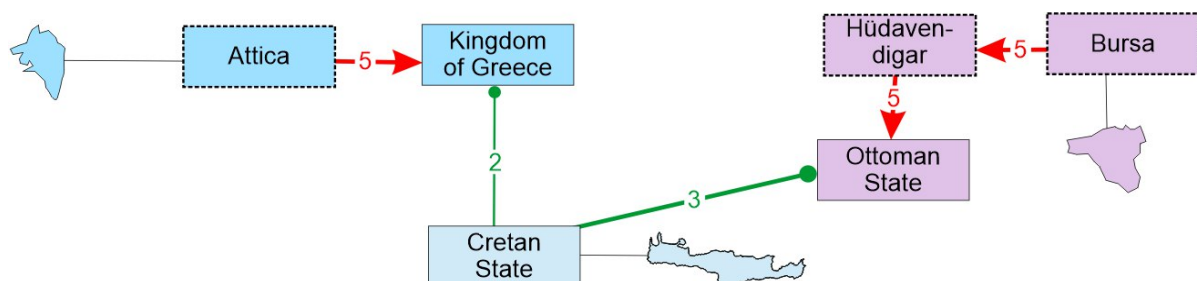 Attica
5
Kingdom
of Greece
Hüdaven-
digar
5
Bursa
5
2
3
Ottoman
State
Cretan
State